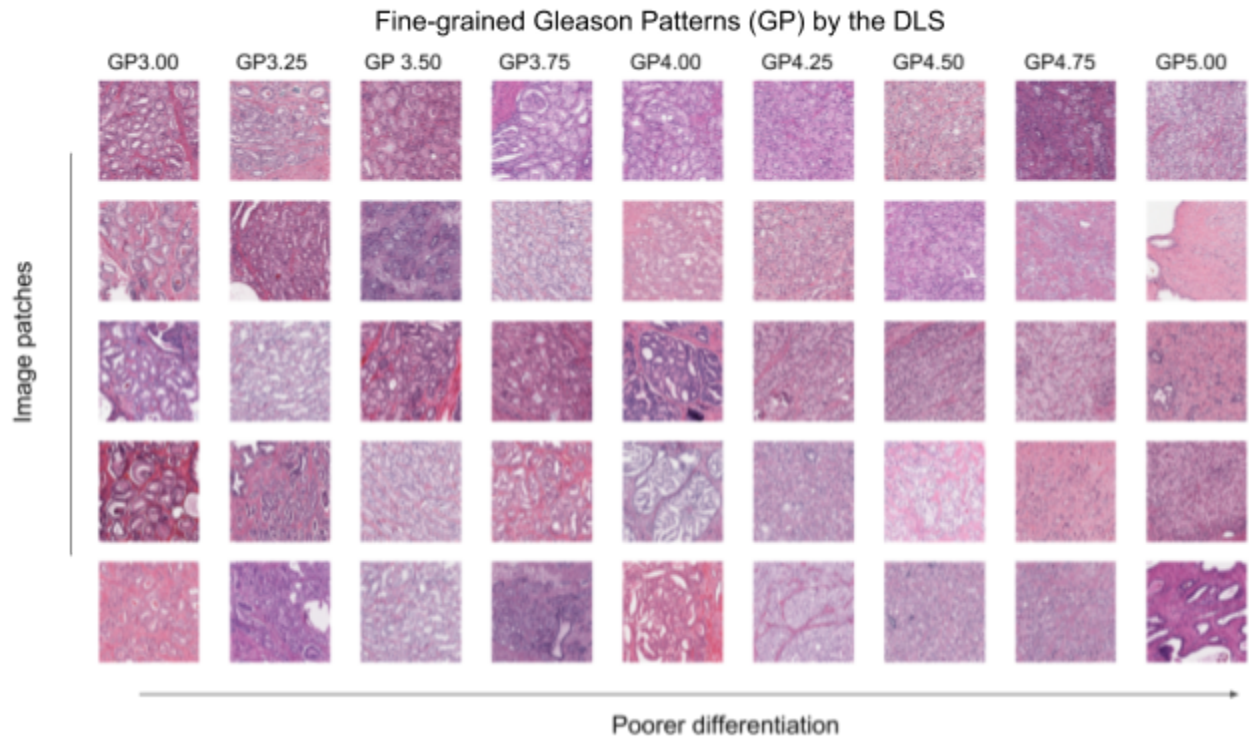 Fine-grained Gleason Patterns (GP) by the DLS
GP3.00 GP3.25 GP 3.50 GP3.75 GP4.00 GP4.25 GP4.50 GP4.75 GP5.00
Image patches
Poorer differentiation